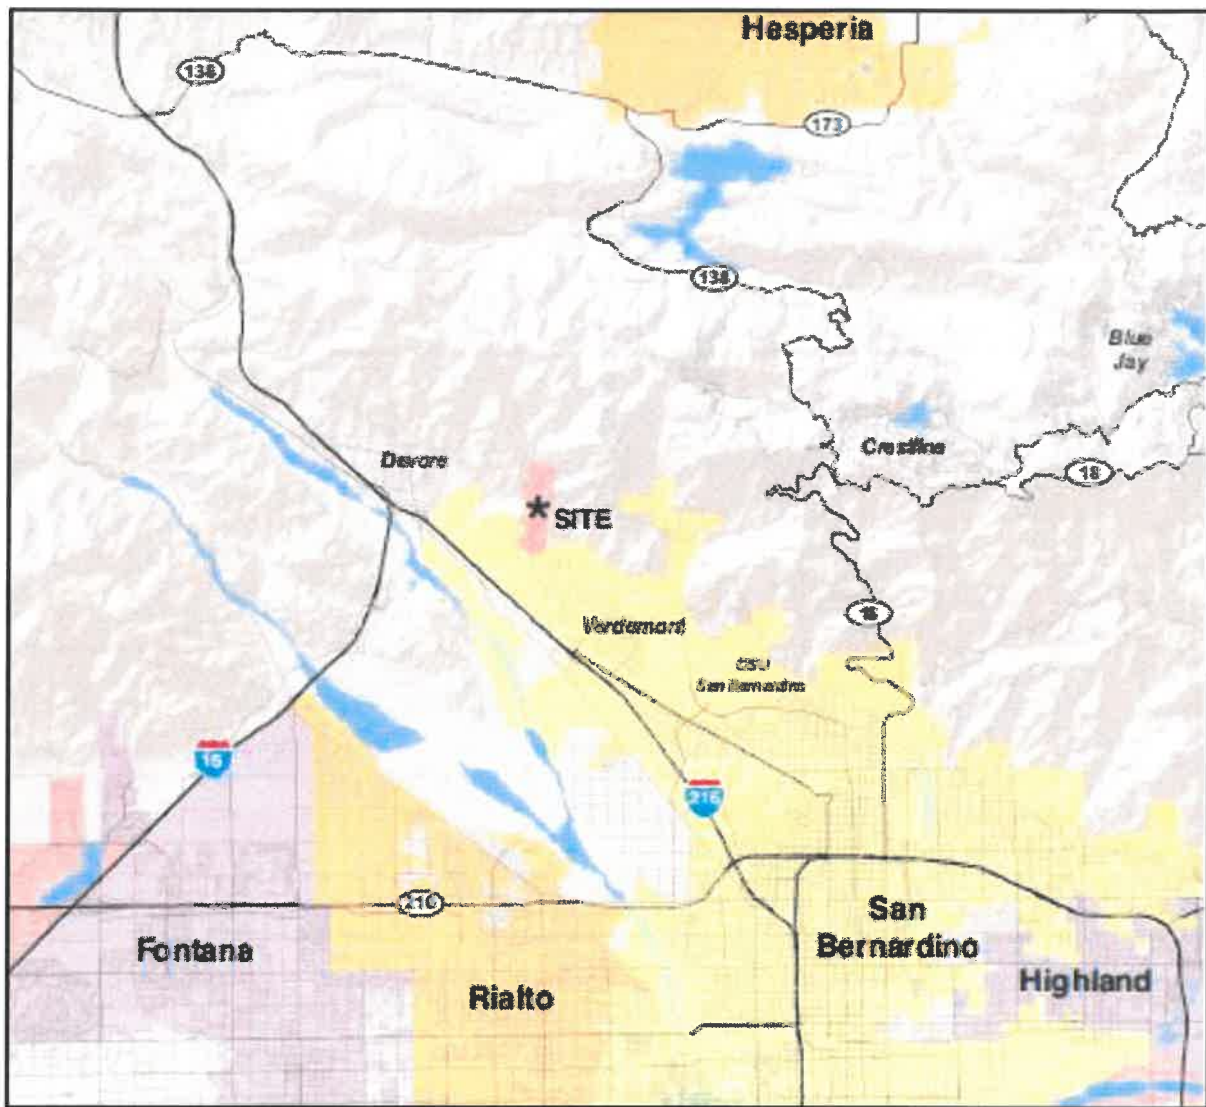 Hesperia
138
173
138
Blue
Jay
Crestline
Devore
18
SITE
18
Verdemont
CSU
San Bernardino
15
215
210
San
Bernardino
Fontana
Highland
Rialto